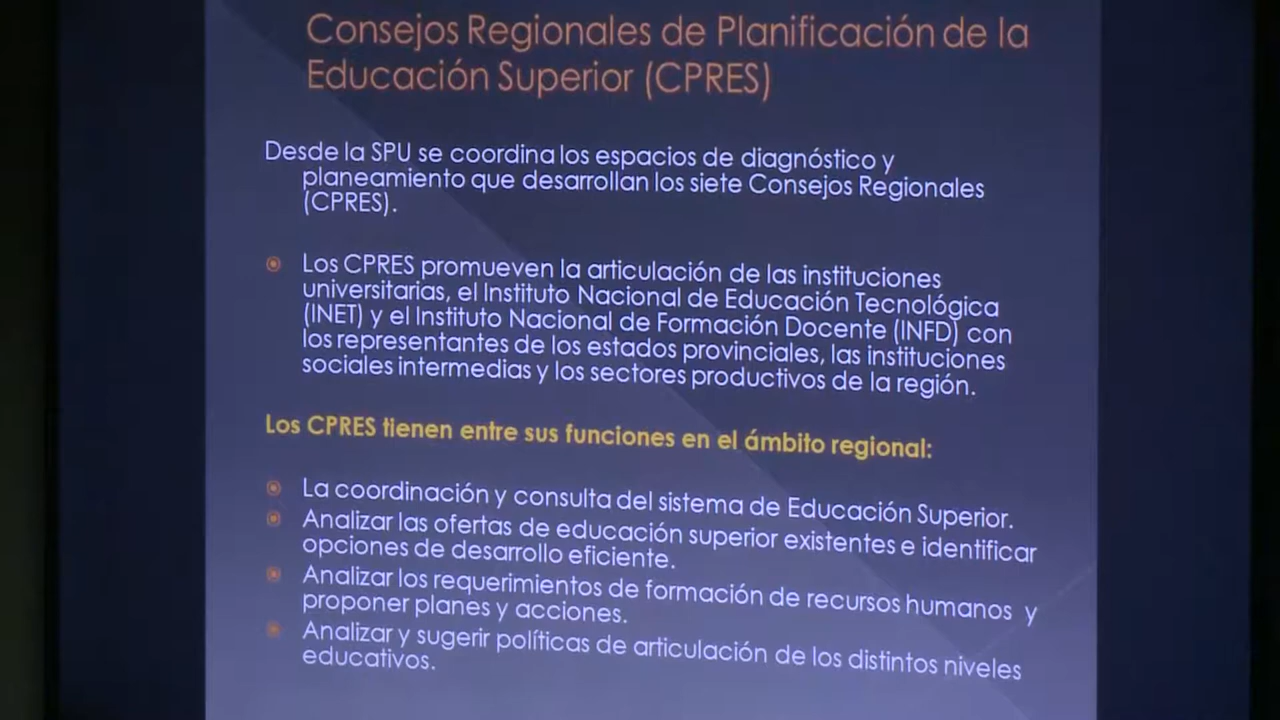 Consejos Regionales de Planificación de la
Educación Superior (CPRES)
Desde la SPU se coordina los espacios de diagnóstico y
planeamiento que desarrollan los siete Consejos Regionales
(CPRES).
Los CPRES promueven la articulación de las instituciones
universitarias, el Instituto Nacional de Educación Tecnológica
(INET) y el Instituto Nacional de Formación Docente (INFD) con
los representantes de los estados provinciales, las instituciones
sociales intermedias y los sectores productivos de la región.
Los CPRES tienen entre sus funciones en el ámbito regional:
La coordinación y consulta del sistema de Educación Superior.
Analizar las ofertas de educación superior existentes e identificar
opciones de desarrollo eficiente.
Analizar los requerimientos de formación de recursos humanos y
proponer planes y acciones.
Analizar y sugerir políticas de articulación de los distintos niveles
educativos.